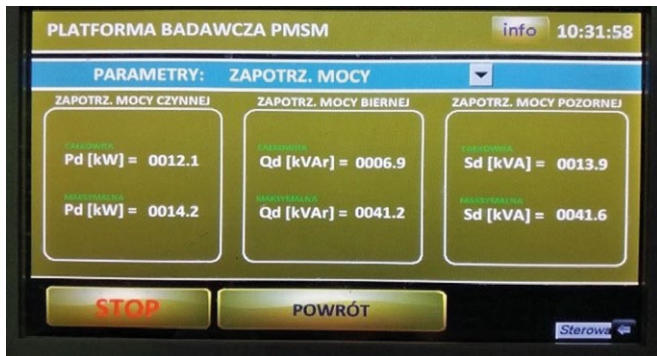 PLATFORMA BADAWCZA PMSM info 10:31:58
PARAMETRY: ZAPOTRZ. MOCY
ZAPOTRZ. MOCY CZYNNEJ ZAPOTRZ. MOCY BIERNEJ ZAPOTRZ. MOCY POZORNEJ
CAŁKOWITA CAŁKOWITA CAŁKOWITA
Pd [kW] = 0012.1 Qd [kVAr] = 0006.9 Sd [kVA] = 0013.9
MAKSYMALNA MAKSYMALNA MAKSYMALNA
Pd [kW] = 0014.2 Qd [kVAr] = 0041.2 Sd [kVA] = 0041.6
STOP POWRÓT
Sterowa